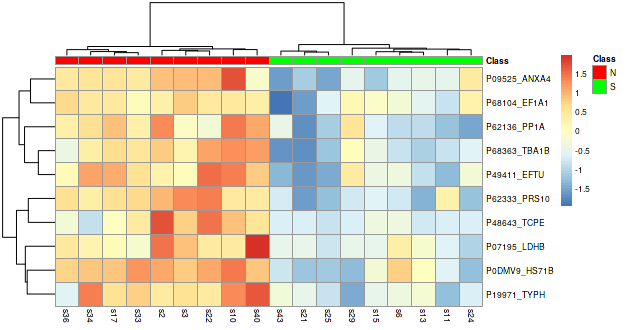 Class
P09525_ANXA4
P68104_EF1A1
P62136_PP1A
P68363_TBA1B
P49411_EFTU
P62333_PRS10
P48643_TCPE
P07195_LDHB
P0DMV9_HS71B
P19971_TYPH
s36 s34 s17 s33 s2 s3 s22 s10 s40 s43 s21 s25 s29 s15 s6 s13 s11 s24
1.5
1
0.5
0
-0.5
-1
-1.5
Class
N
S